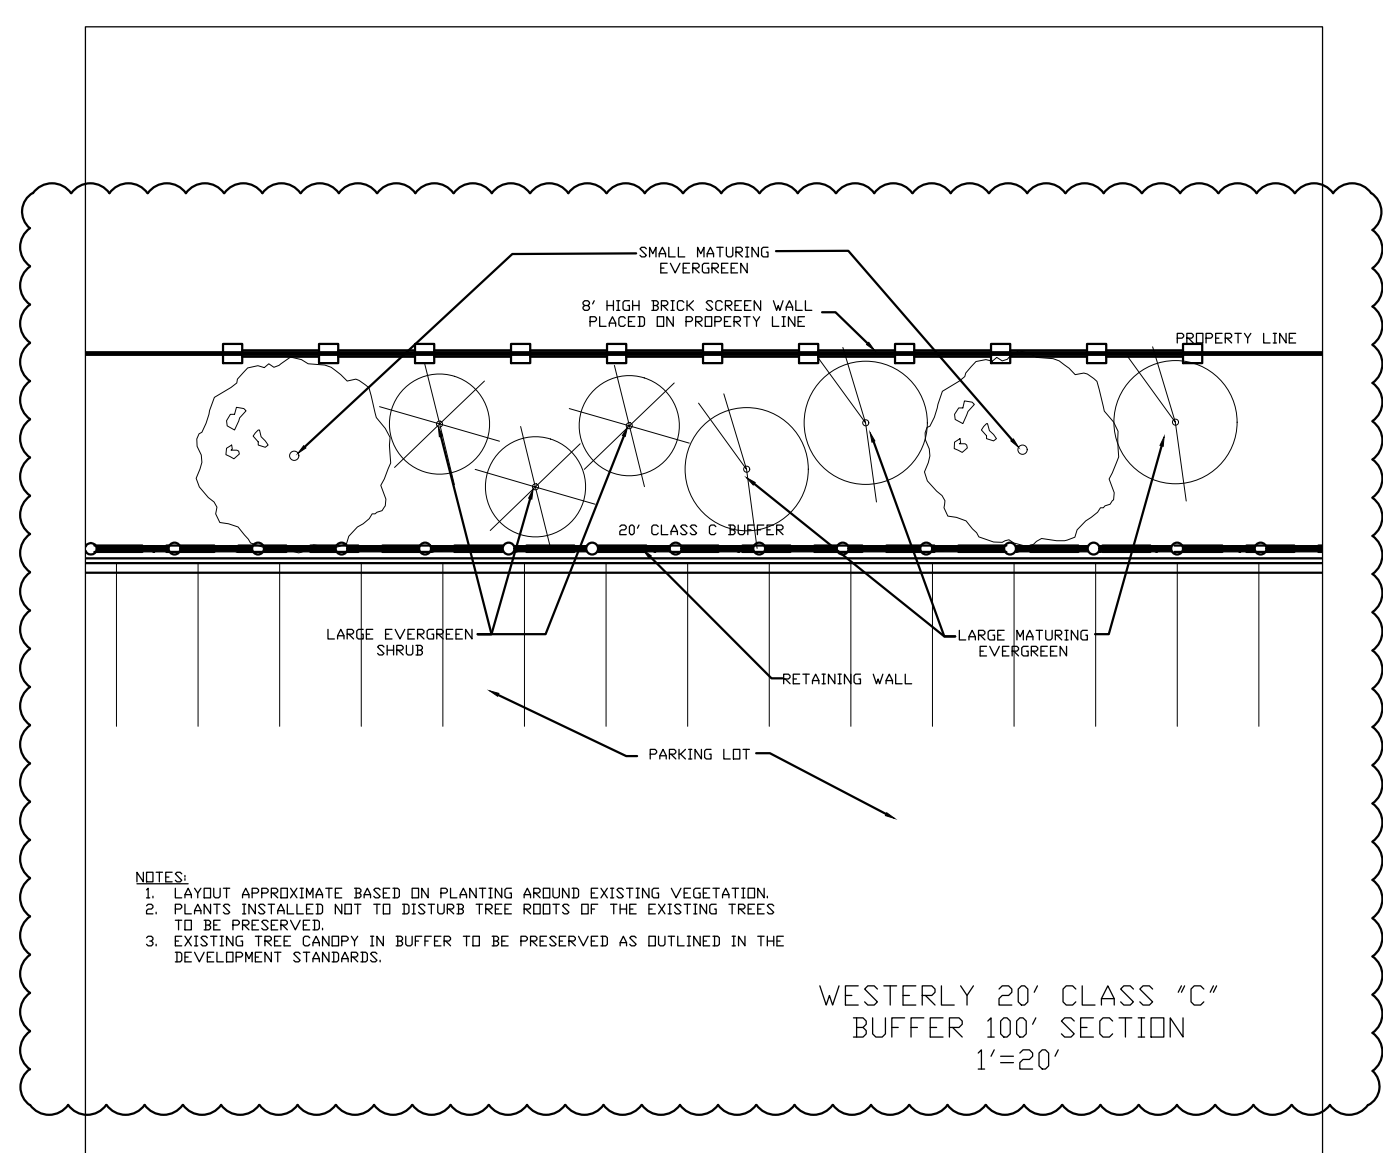 SMALL MATURING
EVERGREEN
8' HIGH BRICK SCREEN WALL
PLACED ON PROPERTY LINE
PROPERTY LINE
20' CLASS C BUFFER
LARGE EVERGREEN
SHRUB
LARGE MATURING
EVERGREEN
RETAINING WALL
PARKING LOT
NOTES:
1. LAYOUT APPROXIMATE BASED ON PLANTING AROUND EXISTING VEGETATION.
2. PLANTS INSTALLED NOT TO DISTURB TREE ROOTS OF THE EXISTING TREES
TO BE PRESERVED.
3. EXISTING TREE CANOPY IN BUFFER TO BE PRESERVED AS OUTLINED IN THE
DEVELOPMENT STANDARDS.
WESTERLY 20' CLASS "C"
BUFFER 100' SECTION
1'=20'